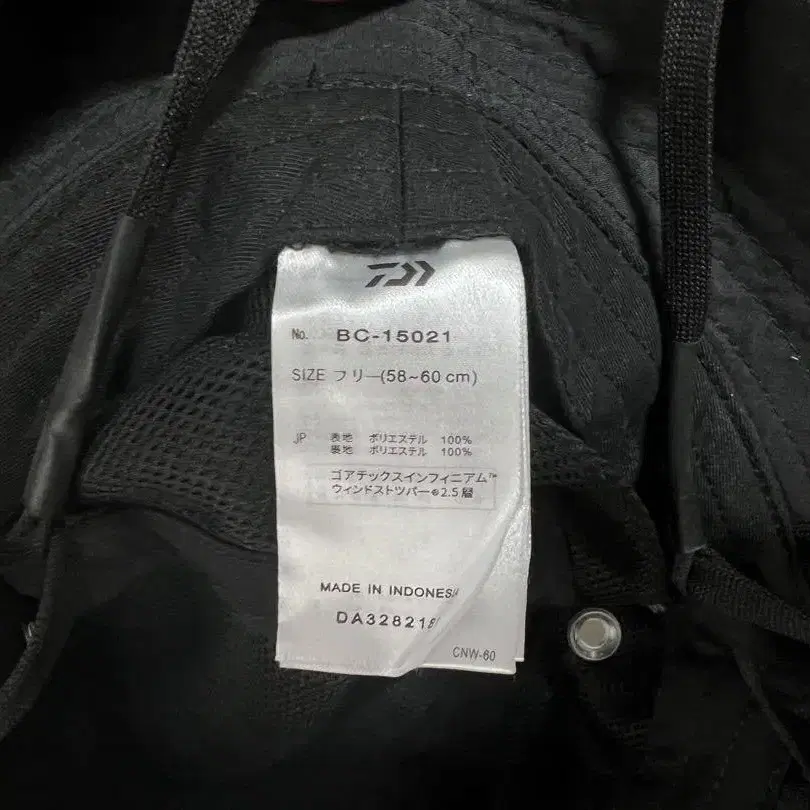 No. BC-15021
SIZE フリー(58~60 cm)
JP 表地 ポリエステル 100%
裏地 ポリエステル 100%
ゴアテックスインフィニアム™
ウィンドストッパー®2.5層
MADE IN INDONESIA
DA328218
CNW-60